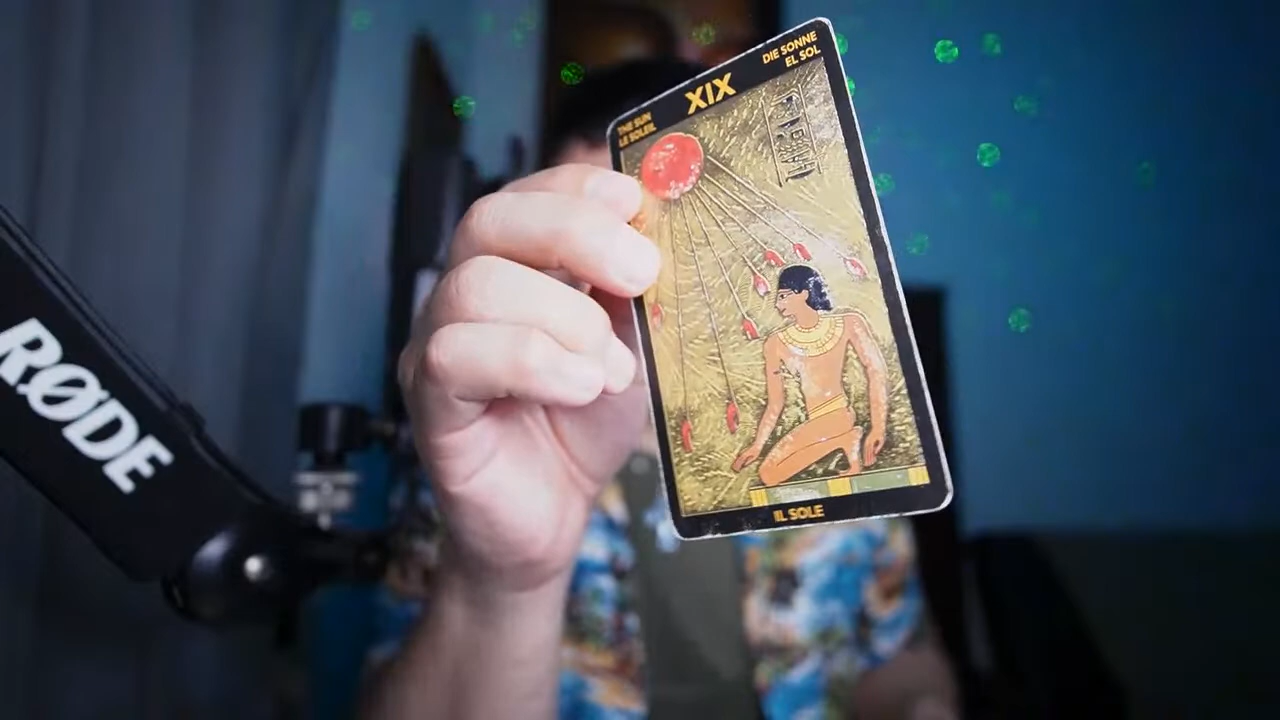 THE SUN
LE SOLEIL
XIX
DIE SONNE
EL SOL
IL SOLE
RØDE